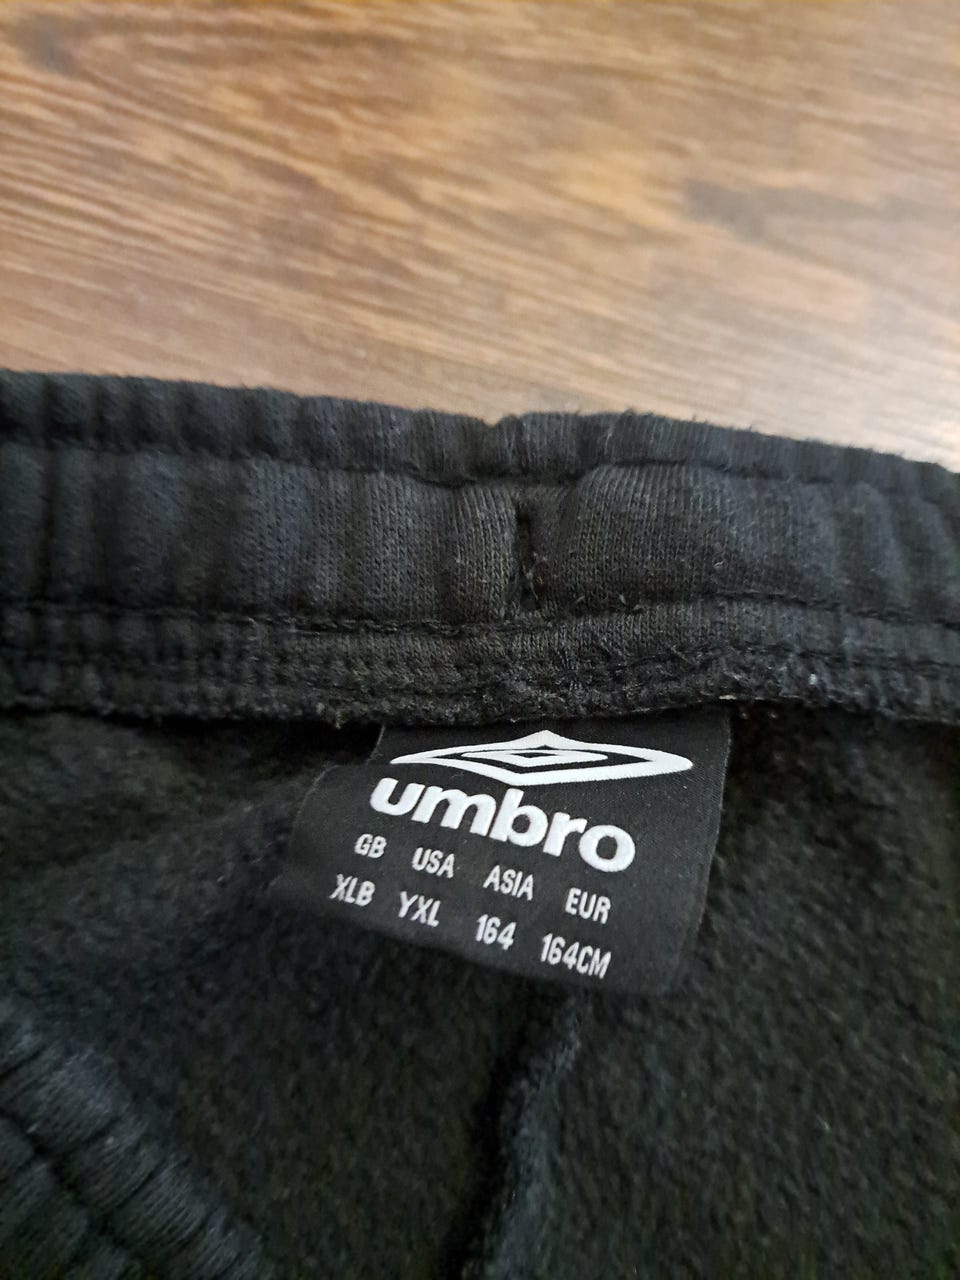 umbro
GB USA ASIA EUR
XLB YXL 164 164CM